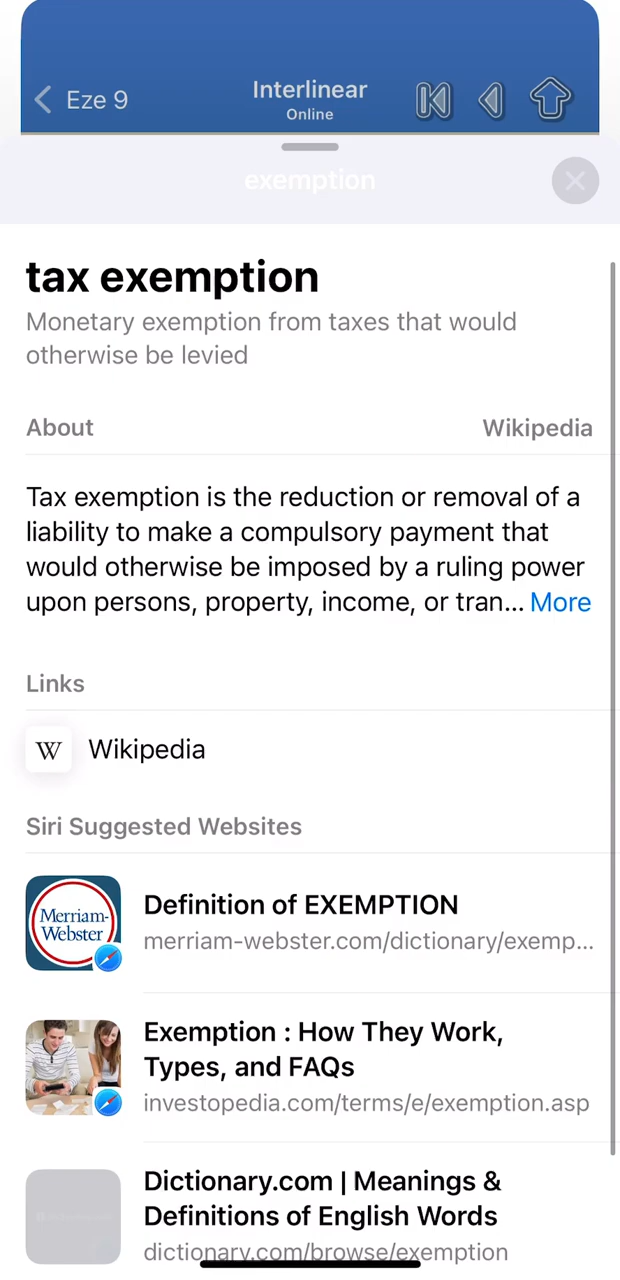 Eze 9
Interlinear
Online
exemption
tax exemption
Monetary exemption from taxes that would
otherwise be levied
About
Wikipedia
Tax exemption is the reduction or removal of a
liability to make a compulsory payment that
would otherwise be imposed by a ruling power
upon persons, property, income, or tran... More
Links
W Wikipedia
Siri Suggested Websites
Merriam-
Webster
Definition of EXEMPTION
merriam-webster.com/dictionary/exemp...
Exemption : How They Work,
Types, and FAQs
investopedia.com/terms/e/exemption.asp
Dictionary.com | Meanings &
Definitions of English Words
dictionary.com/browse/exemption